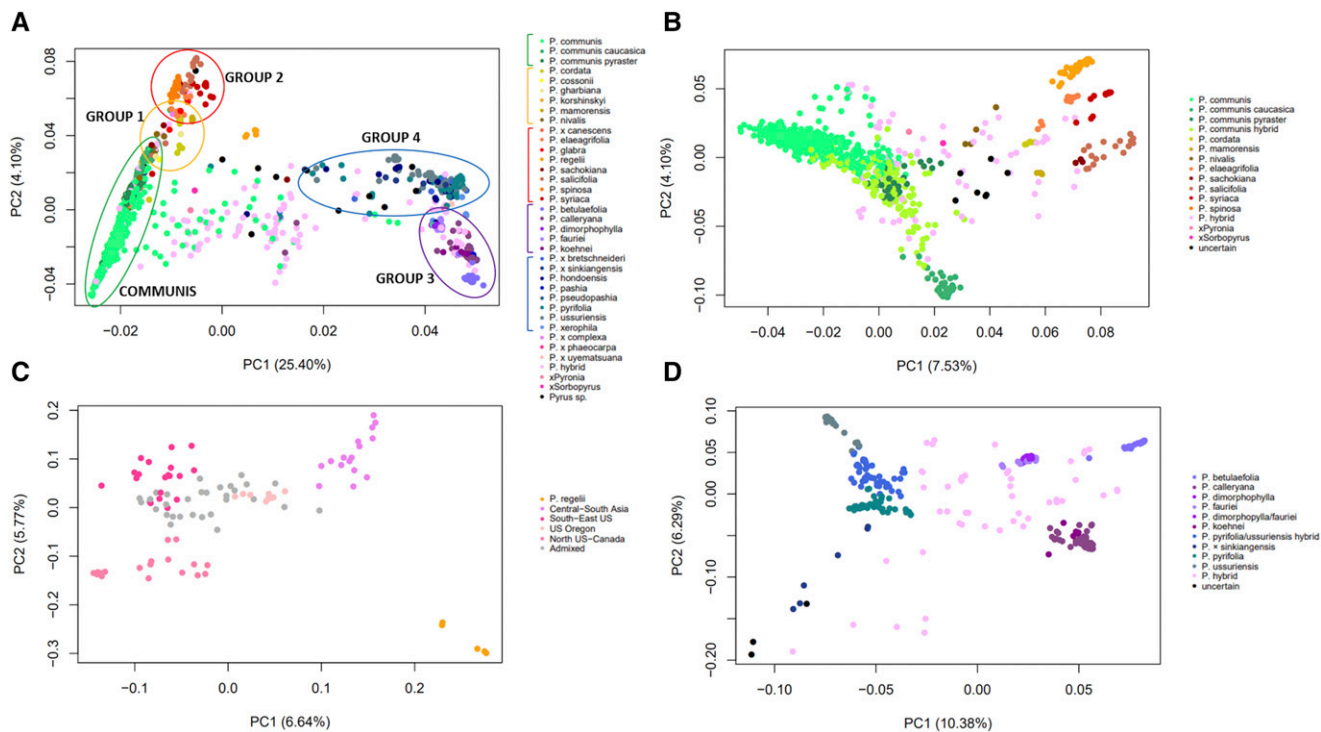 A
0.08
0.04
0.00
−0.04
PC2 (4.10%)
GROUP 2
GROUP 1
GROUP 4
COMMUNIS
GROUP 3
−0.02
0.00
0.02
0.04
PC1 (25.40%)
P. communis
P. communis caucasica
P. communis pyraster
P. cordata
P. cossonii
P. gharbiana
P. korshinskyi
P. mamorensis
P. nivalis
P. x canescens
P. elaeagrifolia
P. glabra
P. regelii
P. sachokiana
P. salicifolia
P. spinosa
P. syriaca
P. betulaefolia
P. calleryana
P. dimorphophylla
P. fauriei
P. koehnei
P. x bretschneideri
P. x sinkiangensis
P. hondoensis
P. pashia
P. pseudopashia
P. pyrifolia
P. ussuriensis
P. xerophila
P. x complexa
P. x phaeocarpa
P. x uyematsuana
P. hybrid
xPyronia
xSorbopyrus
Pyrus sp.
B
0.05
0.00
−0.05
−0.10
PC2 (4.10%)
−0.04
−0.02
0.00
0.02
0.04
0.06
0.08
PC1 (7.53%)
P. communis
P. communis caucasica
P. communis pyraster
P. communis hybrid
P. cordata
P. mamorensis
P. nivalis
P. elaeagrifolia
P. sachokiana
P. salicifolia
P. syriaca
P. spinosa
P. hybrid
xPyronia
xSorbopyrus
uncertain
C
0.2
0.1
0.0
−0.1
−0.2
−0.3
PC2 (5.77%)
−0.1
0.0
0.1
0.2
PC1 (6.64%)
P. regelii
Central−South Asia
South−East US
US Oregon
North US−Canada
Admixed
D
0.10
0.05
0.00
−0.10
−0.20
PC2 (6.29%)
−0.10
−0.05
0.00
0.05
PC1 (10.38%)
P. betulaefolia
P. calleryana
P. dimorphophylla
P. fauriei
P. dimorphopylla/fauriei
P. koehnei
P. pyrifolia/ussuriensis hybrid
P. × sinkiangensis
P. pyrifolia
P. ussuriensis
P. hybrid
uncertain